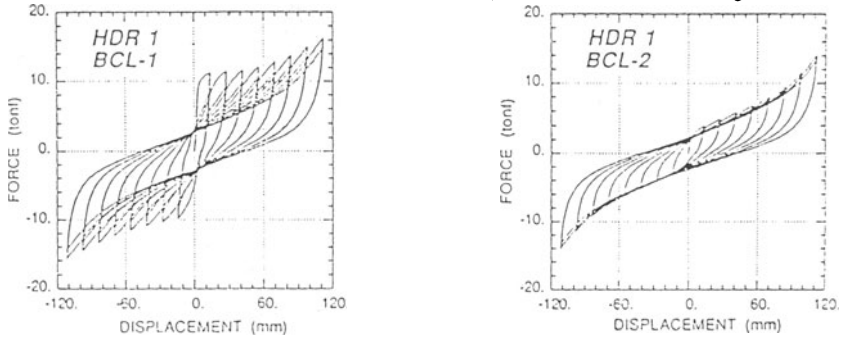 20.
10.
0.
-10.
-20.
FORCE (tonf)
HDR 1
BCL-1
-120. -60. 0. 60. 120
DISPLACEMENT (mm)
20.
10.
0.
-10.
-20.
FORCE (tonf)
HDR 1
BCL-2
-120. -60. 0. 60. 120
DISPLACEMENT (mm)